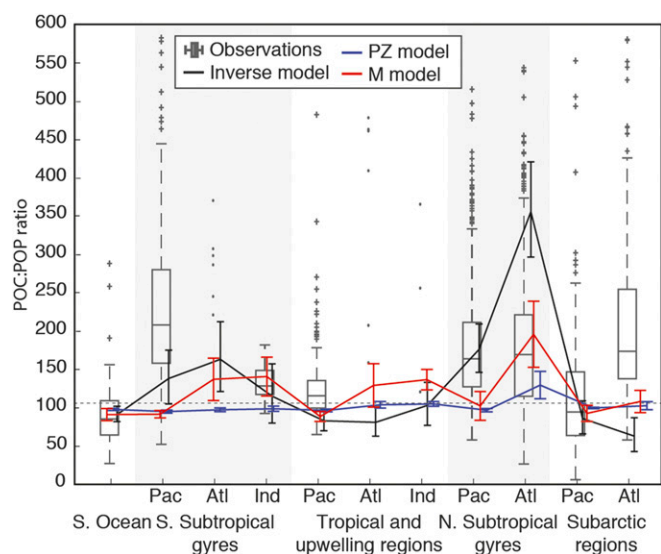 600
550
500
450
400
350
300
250
200
150
100
50
0
POC:POP ratio
Observations
Inverse model
PZ model
M model
Pac Atl Ind Pac Atl Ind Pac Atl Pac Atl
S. Ocean S. Subtropical gyres
Tropical and upwelling regions
N. Subtropical gyres
Subarctic regions